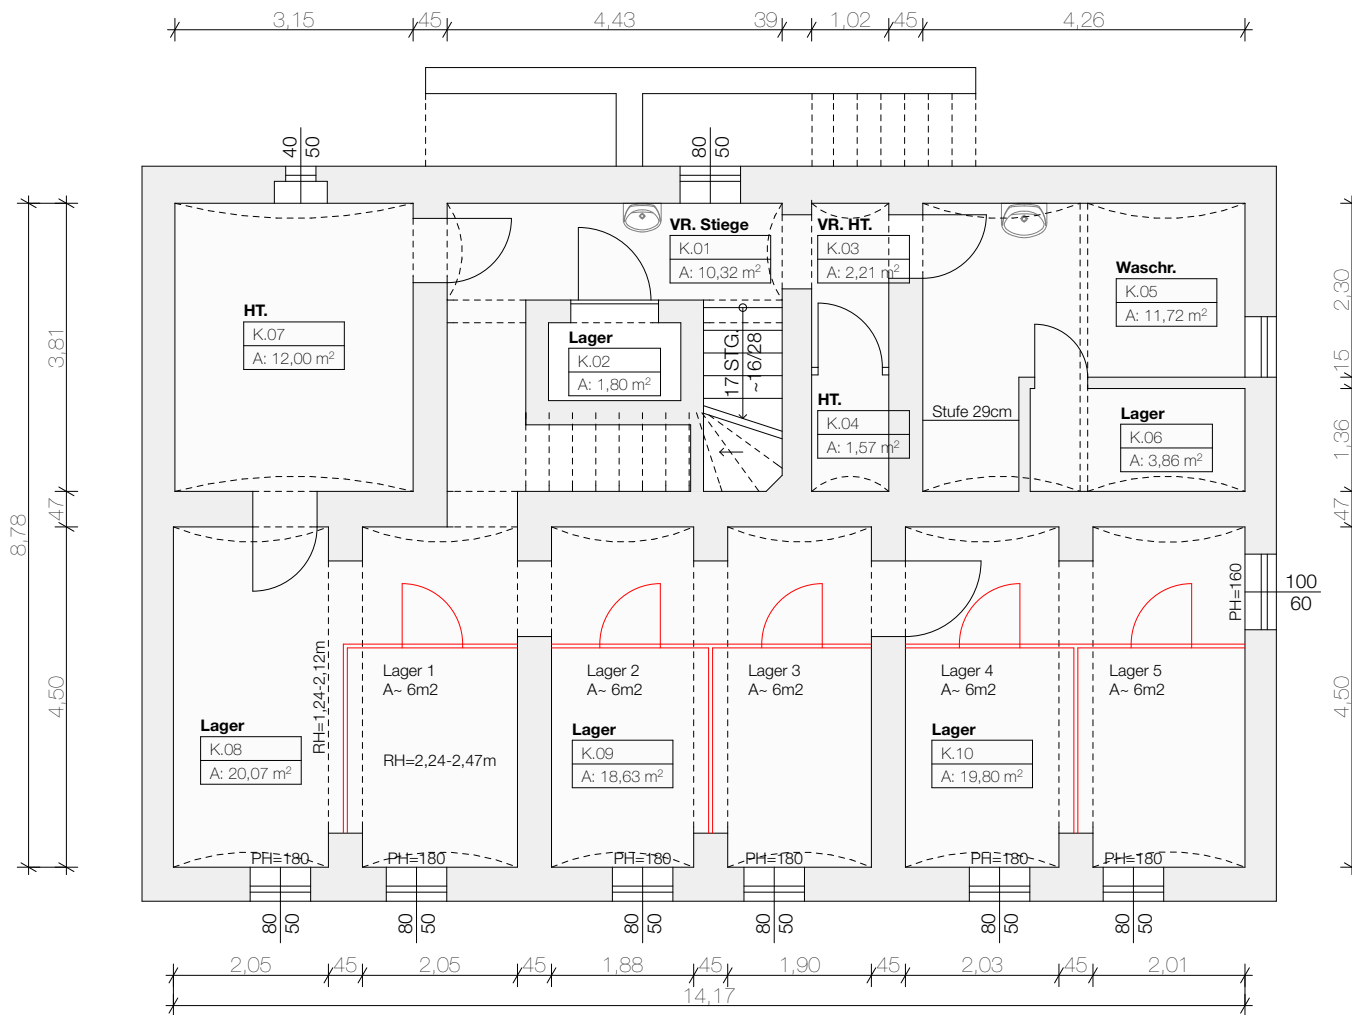 3,15
45
4,43
39
1,02
45
4,26
40
50
80
50
VR. Stiege
K.01
A: 10,32 m²
VR. HT.
K.03
A: 2,21 m²
Waschr.
K.05
A: 11,72 m²
HT.
K.07
A: 12,00 m²
Lager
K.02
A: 1,80 m²
17 STG.
~16/28
HT.
K.04
A: 1,57 m²
Stufe 29cm
Lager
K.06
A: 3,86 m²
3,81
47
8,78
4,50
2,30
15
1,36
47
4,50
PH=160
100
60
Lager 1
A~ 6m2
Lager 2
A~ 6m2
Lager 3
A~ 6m2
Lager 4
A~ 6m2
Lager 5
A~ 6m2
RH=1,24-2,12m
Lager
K.08
A: 20,07 m²
RH=2,24-2,47m
Lager
K.09
A: 18,63 m²
Lager
K.10
A: 19,80 m²
PH=180
PH=180
PH=180
PH=180
PH=180
PH=180
80
50
80
50
80
50
80
50
80
50
80
50
2,05
45
2,05
45
1,88
45
1,90
45
2,03
45
2,01
14,17